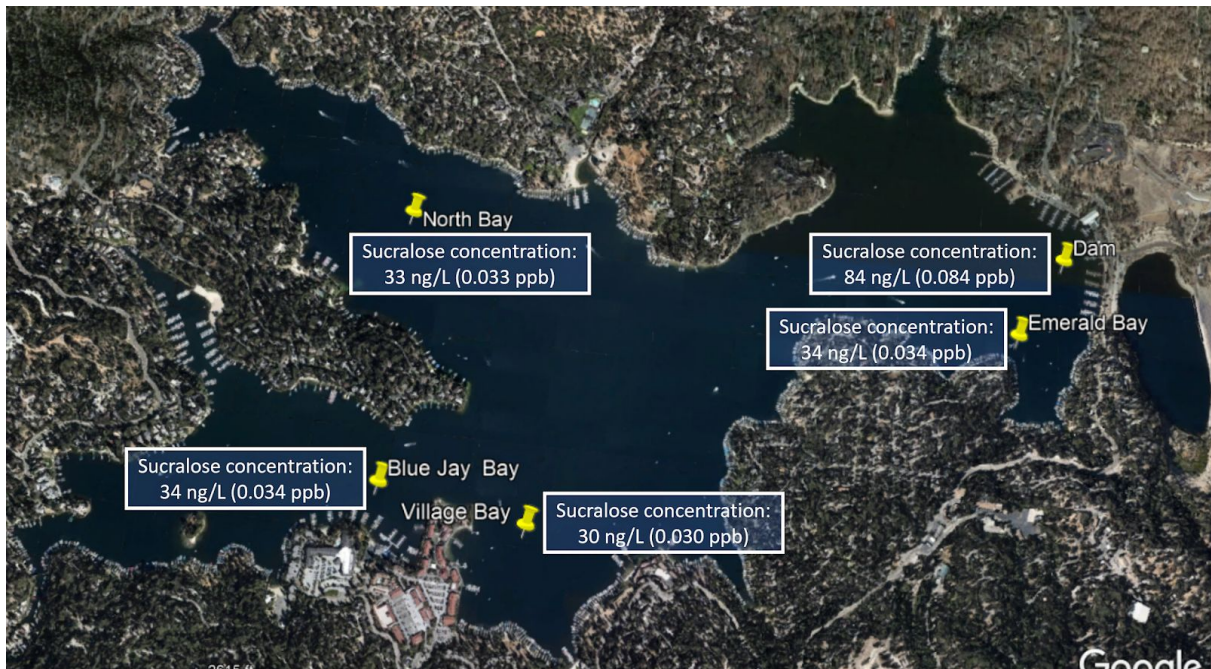 North Bay
Sucralose concentration:
33 ng/L (0.033 ppb)
Dam
Sucralose concentration:
84 ng/L (0.084 ppb)
Emerald Bay
Sucralose concentration:
34 ng/L (0.034 ppb)
Blue Jay Bay
Sucralose concentration:
34 ng/L (0.034 ppb)
Village Bay
Sucralose concentration:
30 ng/L (0.030 ppb)
Google